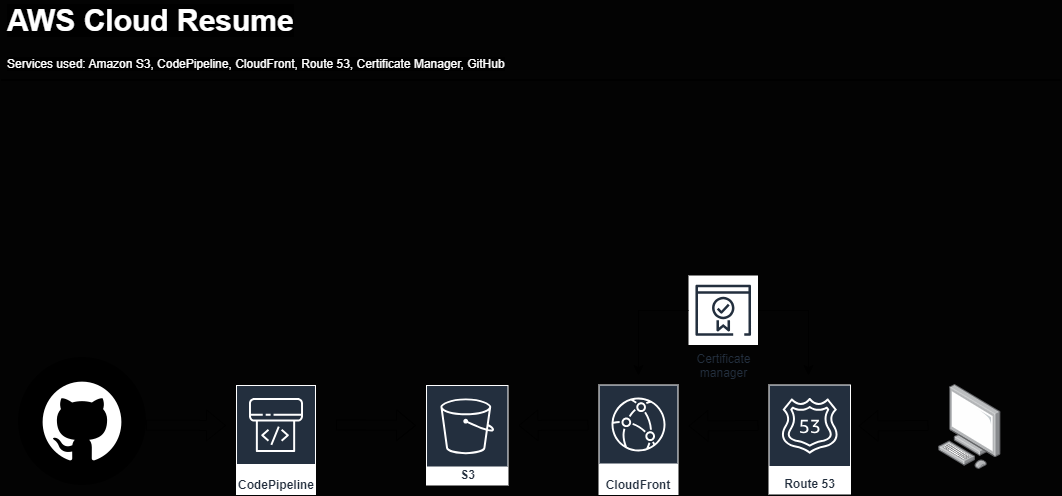 AWS Cloud Resume
Services used: Amazon S3, CodePipeline, CloudFront, Route 53, Certificate Manager, GitHub
Certificate
manager
53
CodePipeline
S3
CloudFront
Route 53